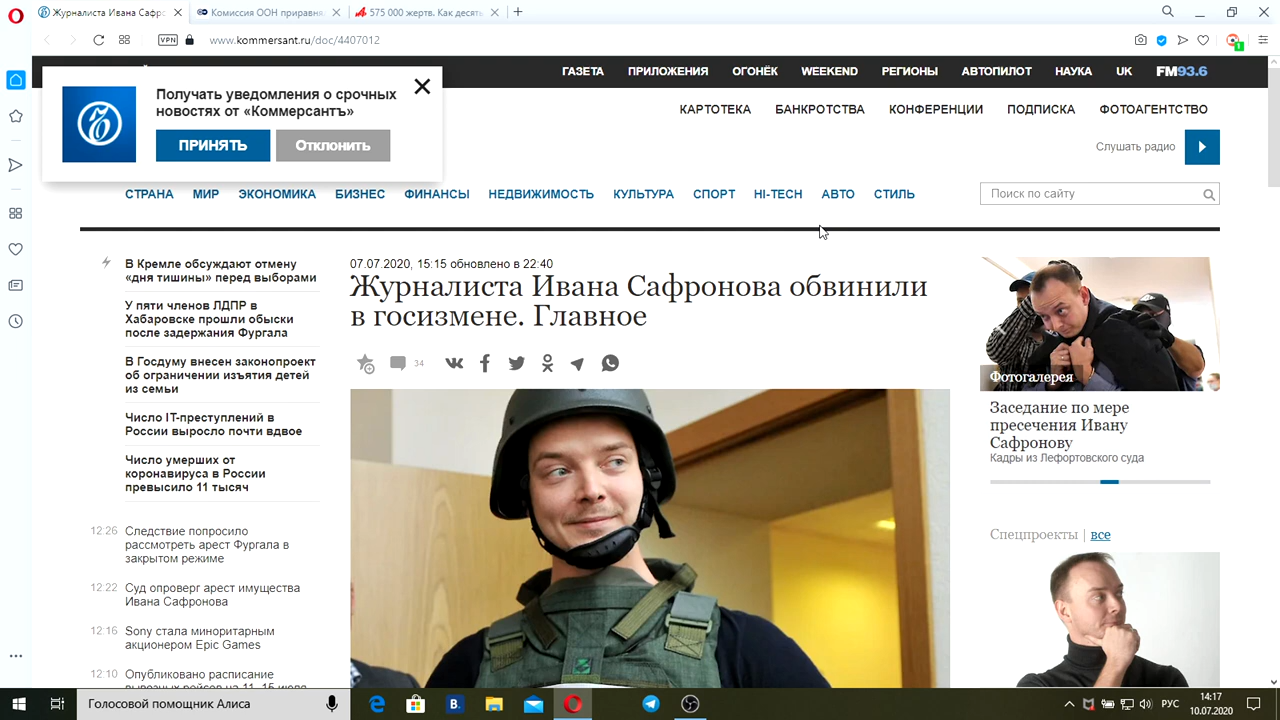 Журналиста Ивана Сафро
Комиссия ООН приравня
575 000 жертв. Как десять
VPN
www.kommersant.ru/doc/4407012
1
ГАЗЕТА ПРИЛОЖЕНИЯ ОГОНЁК WEEKEND РЕГИОНЫ АВТОПИЛОТ НАУКА UK FM93.6
Получать уведомления о срочных
новостях от «Коммерсантъ»
ПРИНЯТЬ Отклонить
КАРТОТЕКА БАНКРОТСТВА КОНФЕРЕНЦИИ ПОДПИСКА ФОТОАГЕНТСТВО
Слушать радио
СТРАНА МИР ЭКОНОМИКА БИЗНЕС ФИНАНСЫ НЕДВИЖИМОСТЬ КУЛЬТУРА СПОРТ HI-TECH АВТО СТИЛЬ
Поиск по сайту
В Кремле обсуждают отмену
«дня тишины» перед выборами
У пяти членов ЛДПР в
Хабаровске прошли обыски
после задержания Фургала
В Госдуму внесен законопроект
об ограничении изъятия детей
из семьи
Число IT-преступлений в
России выросло почти вдвое
Число умерших от
коронавируса в России
превысило 11 тысяч
12:26 Следствие попросило
рассмотреть арест Фургала в
закрытом режиме
12:22 Суд опроверг арест имущества
Ивана Сафронова
12:16 Sony стала миноритарным
акционером Epic Games
12:10 Опубликовано расписание
07.07.2020, 15:15 обновлено в 22:40
Журналиста Ивана Сафронова обвинили
в госизмене. Главное
34
Фотогалерея
Заседание по мере
пресечения Ивану
Сафронову
Кадры из Лефортовского суда
Спецпроекты | все
Голосовой помощник Алиса
РУС
14:17
10.07.2020